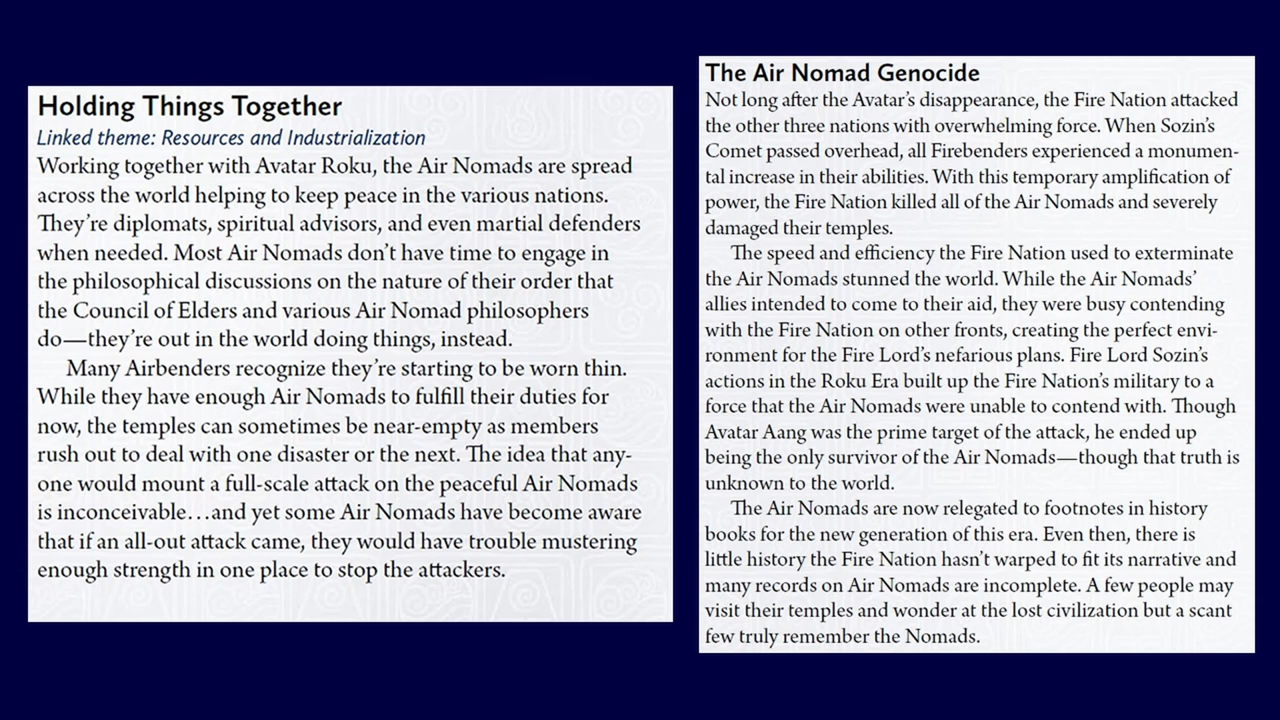 Holding Things Together
Linked theme: Resources and Industrialization
Working together with Avatar Roku, the Air Nomads are spread
across the world helping to keep peace in the various nations.
They’re diplomats, spiritual advisors, and even martial defenders
when needed. Most Air Nomads don’t have time to engage in
the philosophical discussions on the nature of their order that
the Council of Elders and various Air Nomad philosophers
do—they’re out in the world doing things, instead.
Many Airbenders recognize they’re starting to be worn thin.
While they have enough Air Nomads to fulfill their duties for
now, the temples can sometimes be near-empty as members
rush out to deal with one disaster or the next. The idea that any-
one would mount a full-scale attack on the peaceful Air Nomads
is inconceivable…and yet some Air Nomads have become aware
that if an all-out attack came, they would have trouble mustering
enough strength in one place to stop the attackers.
The Air Nomad Genocide
Not long after the Avatar’s disappearance, the Fire Nation attacked
the other three nations with overwhelming force. When Sozin’s
Comet passed overhead, all Firebenders experienced a monumen-
tal increase in their abilities. With this temporary amplification of
power, the Fire Nation killed all of the Air Nomads and severely
damaged their temples.
The speed and efficiency the Fire Nation used to exterminate
the Air Nomads stunned the world. While the Air Nomads’
allies intended to come to their aid, they were busy contending
with the Fire Nation on other fronts, creating the perfect envi-
ronment for the Fire Lord’s nefarious plans. Fire Lord Sozin’s
actions in the Roku Era built up the Fire Nation’s military to a
force that the Air Nomads were unable to contend with. Though
Avatar Aang was the prime target of the attack, he ended up
being the only survivor of the Air Nomads—though that truth is
unknown to the world.
The Air Nomads are now relegated to footnotes in history
books for the new generation of this era. Even then, there is
little history the Fire Nation hasn’t warped to fit its narrative and
many records on Air Nomads are incomplete. A few people may
visit their temples and wonder at the lost civilization but a scant
few truly remember the Nomads.